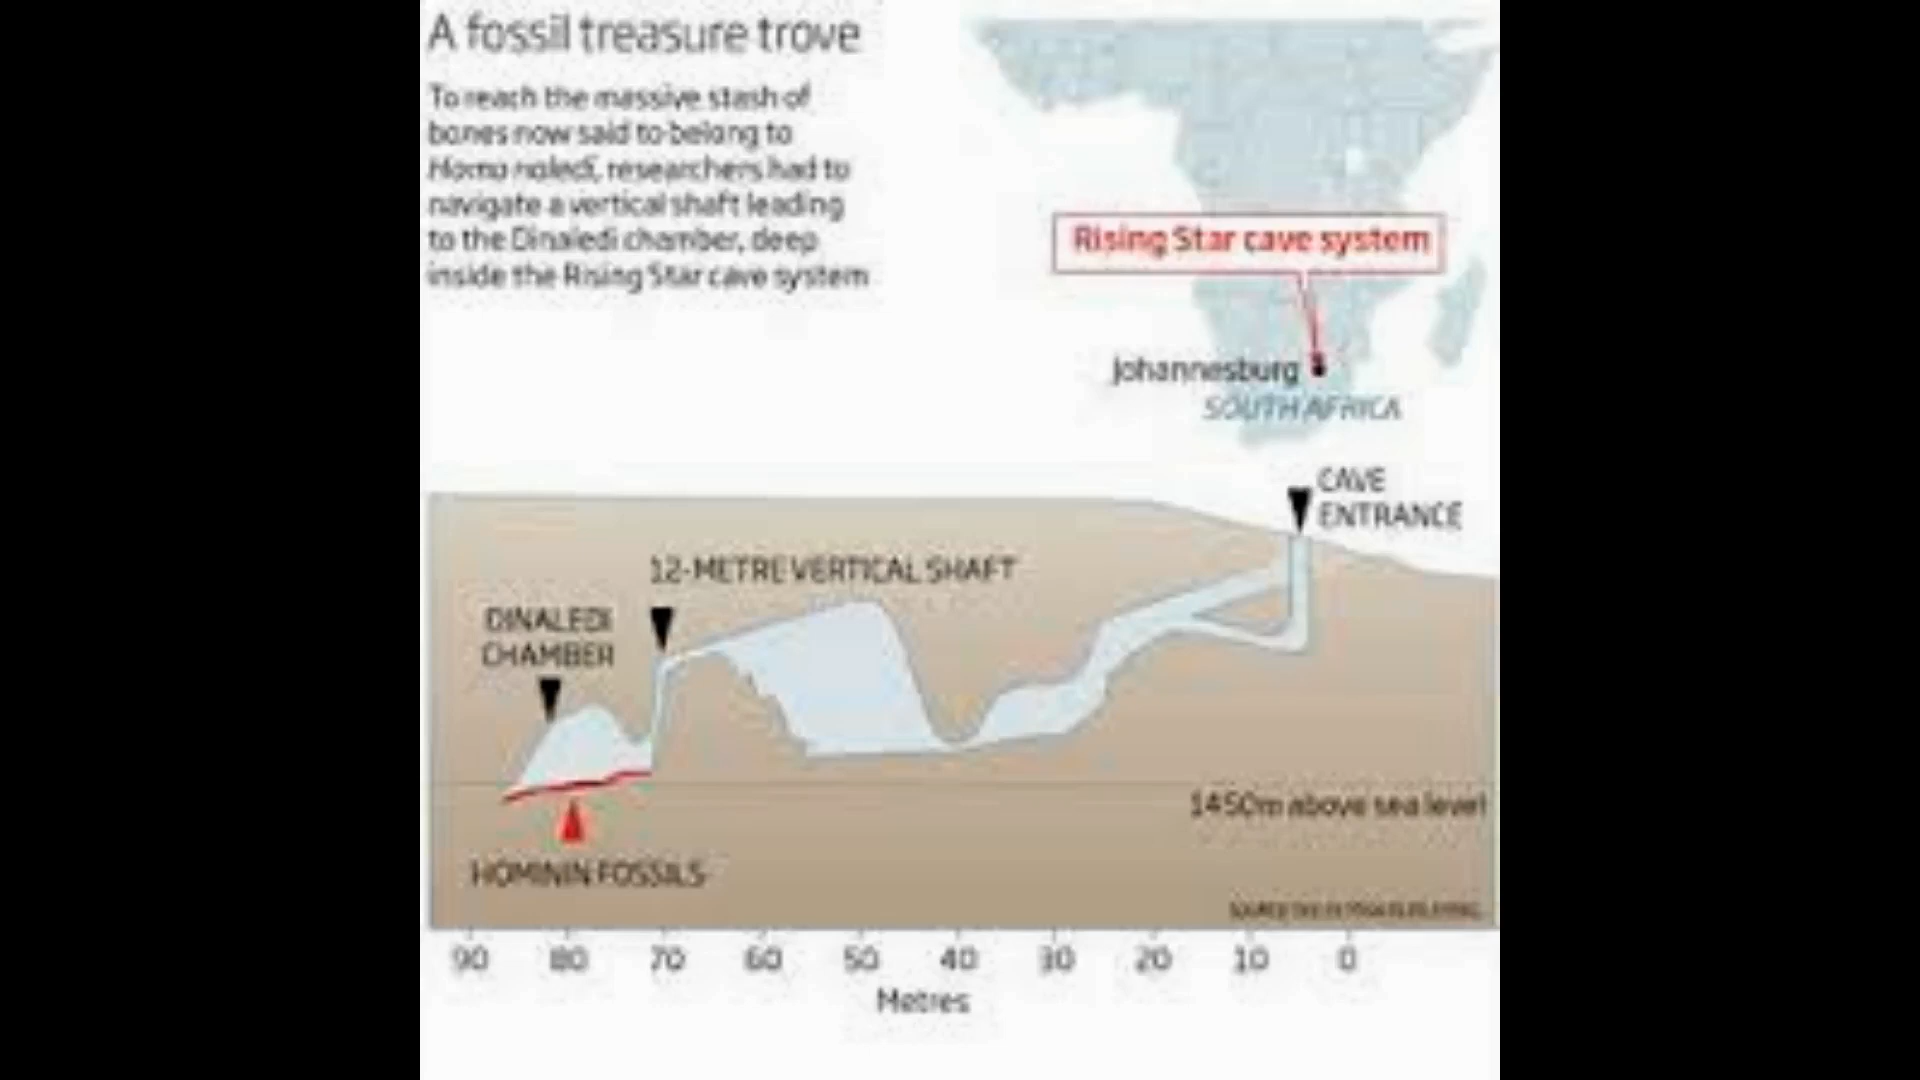 A fossil treasure trove
To reach the massive stash of
bones now said to belong to
Homo naledi, researchers had to
navigate a vertical shaft leading
to the Dinaledi chamber, deep
inside the Rising Star cave system
Rising Star cave system
Johannesburg
SOUTH AFRICA
CAVE
ENTRANCE
12-METRE VERTICAL SHAFT
DINALEDI
CHAMBER
1450m above sea level
HOMININ FOSSILS
90 80 70 60 50 40 30 20 10 0
Metres